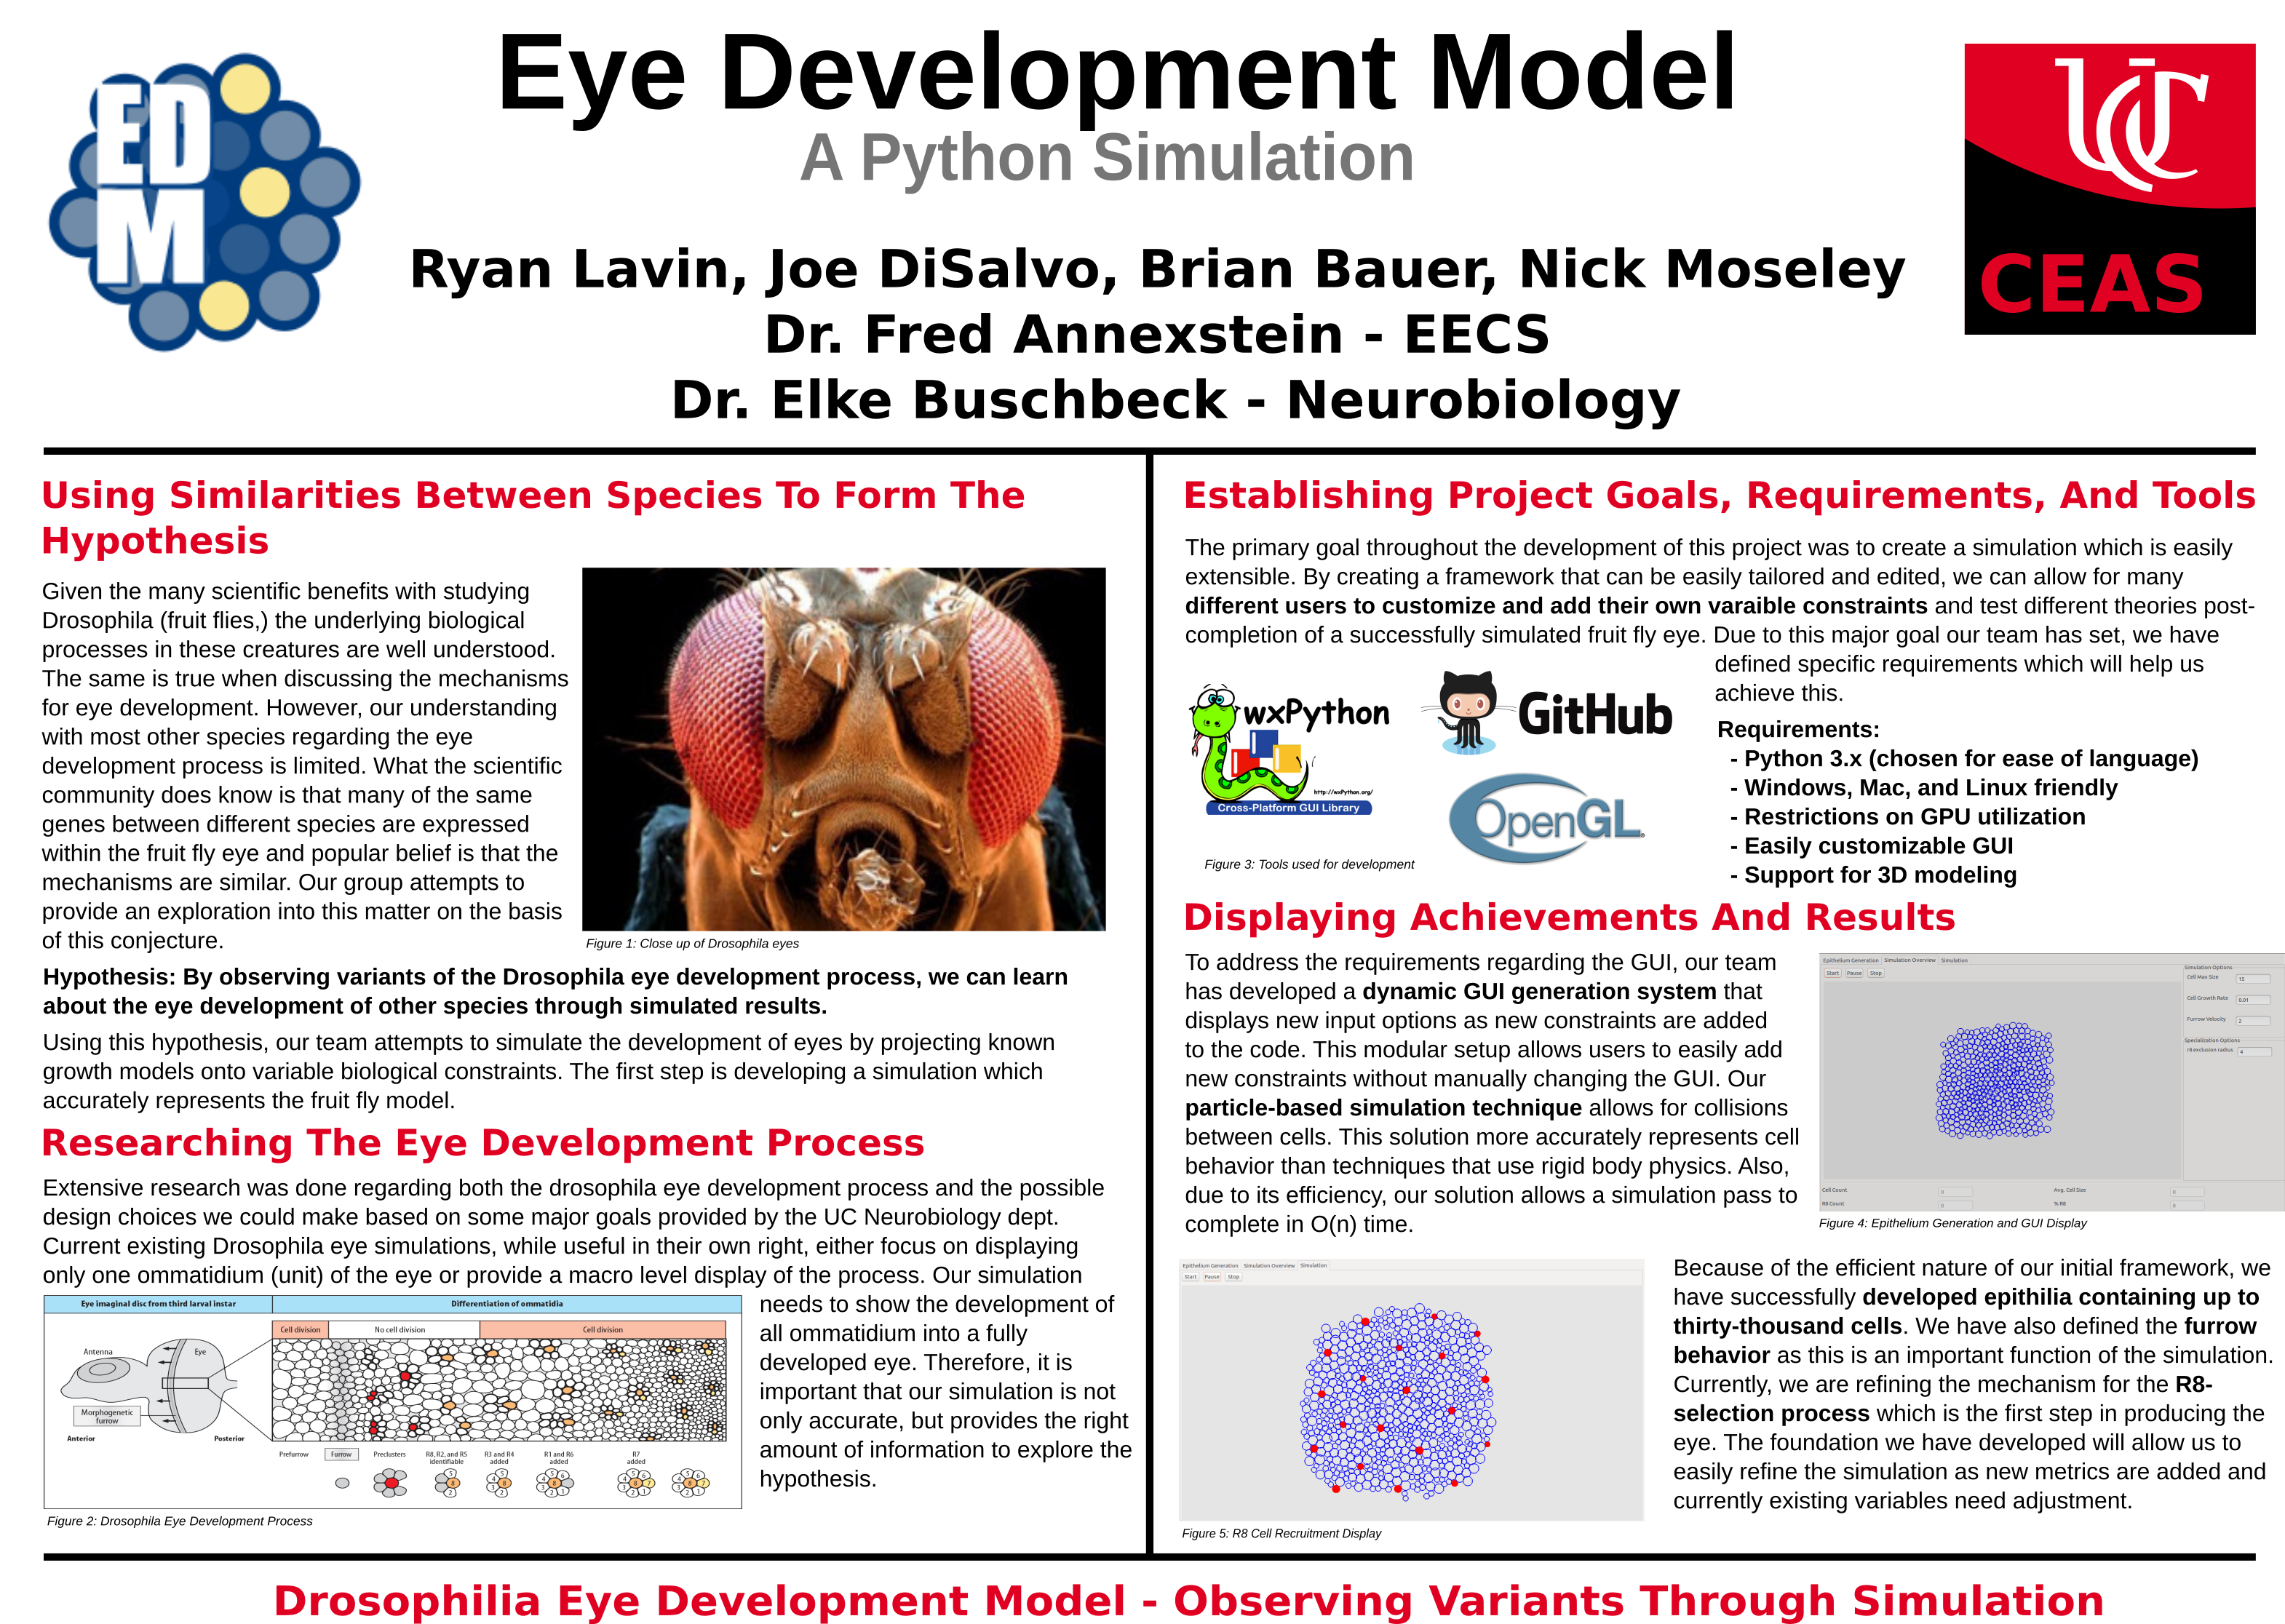 ED
M
Eye Development Model
A Python Simulation
UC
CEAS
Ryan Lavin, Joe DiSalvo, Brian Bauer, Nick Moseley
Dr. Fred Annexstein - EECS
Dr. Elke Buschbeck - Neurobiology
Using Similarities Between Species To Form The
Hypothesis
Given the many scientific benefits with studying
Drosophila (fruit flies,) the underlying biological
processes in these creatures are well understood.
The same is true when discussing the mechanisms
for eye development. However, our understanding
with most other species regarding the eye
development process is limited. What the scientific
community does know is that many of the same
genes between different species are expressed
within the fruit fly eye and popular belief is that the
mechanisms are similar. Our group attempts to
provide an exploration into this matter on the basis
of this conjecture.
Figure 1: Close up of Drosophila eyes
Hypothesis: By observing variants of the Drosophila eye development process, we can learn
about the eye development of other species through simulated results.
Using this hypothesis, our team attempts to simulate the development of eyes by projecting known
growth models onto variable biological constraints. The first step is developing a simulation which
accurately represents the fruit fly model.
Researching The Eye Development Process
Extensive research was done regarding both the drosophila eye development process and the possible
design choices we could make based on some major goals provided by the UC Neurobiology dept.
Current existing Drosophila eye simulations, while useful in their own right, either focus on displaying
only one ommatidium (unit) of the eye or provide a macro level display of the process. Our simulation
needs to show the development of
all ommatidium into a fully
developed eye. Therefore, it is
important that our simulation is not
only accurate, but provides the right
amount of information to explore the
hypothesis.
Eye imaginal disc from third larval instar
Differentiation of ommatidia
Cell division
No cell division
Cell division
Antenna
Eye
Morphogenetic
furrow
Anterior
Posterior
Prefurrow
Furrow
Preclusters
R8, R2, and R5
identifiable
R3 and R4
added
R1 and R6
added
R7
added
Figure 2: Drosophila Eye Development Process
Establishing Project Goals, Requirements, And Tools
The primary goal throughout the development of this project was to create a simulation which is easily
extensible. By creating a framework that can be easily tailored and edited, we can allow for many
different users to customize and add their own varaible constraints and test different theories post-
completion of a successfully simulated fruit fly eye. Due to this major goal our team has set, we have
defined specific requirements which will help us
achieve this.
wxPython
http://wxPython.org/
Cross-Platform GUI Library
GitHub
OpenGL
Figure 3: Tools used for development
Requirements:
- Python 3.x (chosen for ease of language)
- Windows, Mac, and Linux friendly
- Restrictions on GPU utilization
- Easily customizable GUI
- Support for 3D modeling
Displaying Achievements And Results
To address the requirements regarding the GUI, our team
has developed a dynamic GUI generation system that
displays new input options as new constraints are added
to the code. This modular setup allows users to easily add
new constraints without manually changing the GUI. Our
particle-based simulation technique allows for collisions
between cells. This solution more accurately represents cell
behavior than techniques that use rigid body physics. Also,
due to its efficiency, our solution allows a simulation pass to
complete in O(n) time.
Epithelium Generation Simulation Overview Simulation
Start Pause Stop
Simulation Options
Cell Max Size 15
Cell Growth Rate 0.01
Furrow Velocity 2
Specialization Options
r8 exclusion radius 4
Cell Count 0 Avg. Cell Size 0
R8 Count 0 % R8 0
Figure 4: Epithelium Generation and GUI Display
Epithelium Generation Simulation Overview Simulation
Start Pause Stop
Figure 5: R8 Cell Recruitment Display
Because of the efficient nature of our initial framework, we
have successfully developed epithilia containing up to
thirty-thousand cells. We have also defined the furrow
behavior as this is an important function of the simulation.
Currently, we are refining the mechanism for the R8-
selection process which is the first step in producing the
eye. The foundation we have developed will allow us to
easily refine the simulation as new metrics are added and
currently existing variables need adjustment.
Drosophilia Eye Development Model - Observing Variants Through Simulation